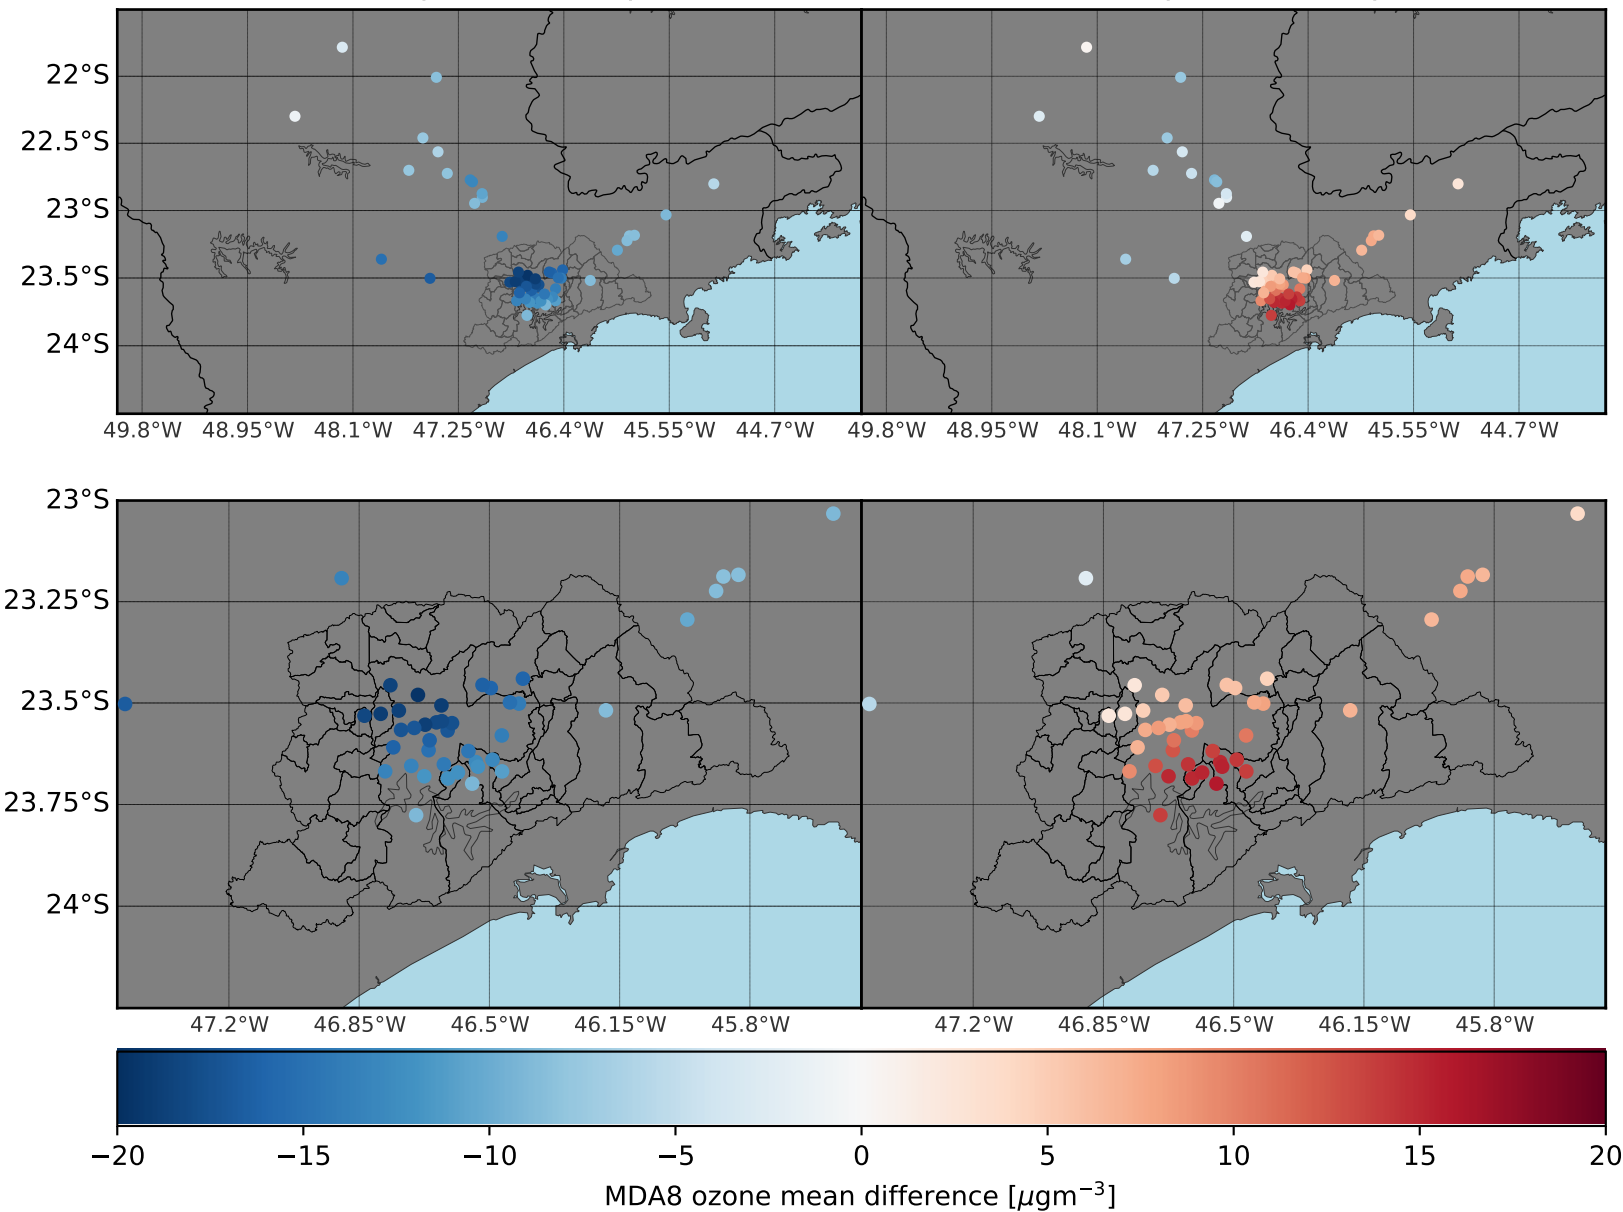 22°S
22.5°S
23°S
23.5°S
24°S
49.8°W 48.95°W 48.1°W 47.25°W 46.4°W 45.55°W 44.7°W 49.8°W 48.95°W 48.1°W 47.25°W 46.4°W 45.55°W 44.7°W
23°S
23.25°S
23.5°S
23.75°S
24°S
47.2°W 46.85°W 46.5°W 46.15°W 45.8°W 47.2°W 46.85°W 46.5°W 46.15°W 45.8°W
−20 −15 −10 −5 0 5 10 15 20
MDA8 ozone mean difference [μgm⁻³]